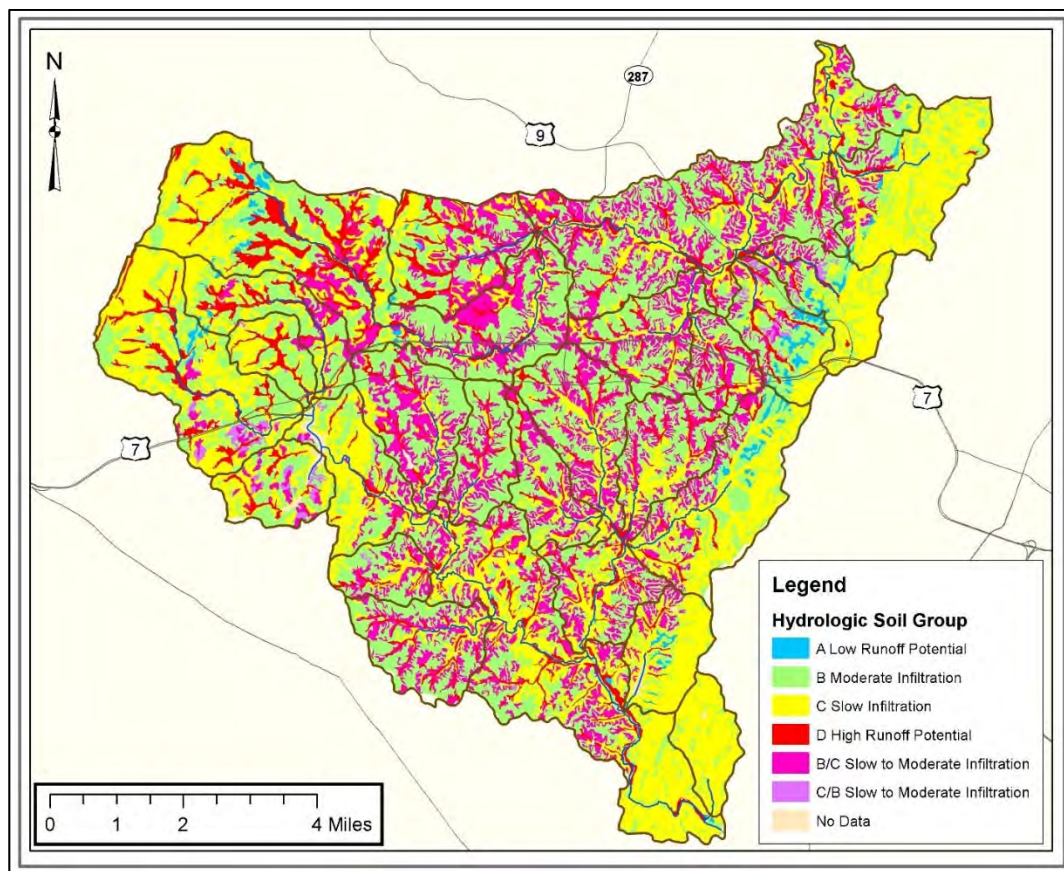 N
287
9
7
7
0 1 2 4 Miles
Legend
Hydrologic Soil Group
A Low Runoff Potential
B Moderate Infiltration
C Slow Infiltration
D High Runoff Potential
B/C Slow to Moderate Infiltration
C/B Slow to Moderate Infiltration
No Data